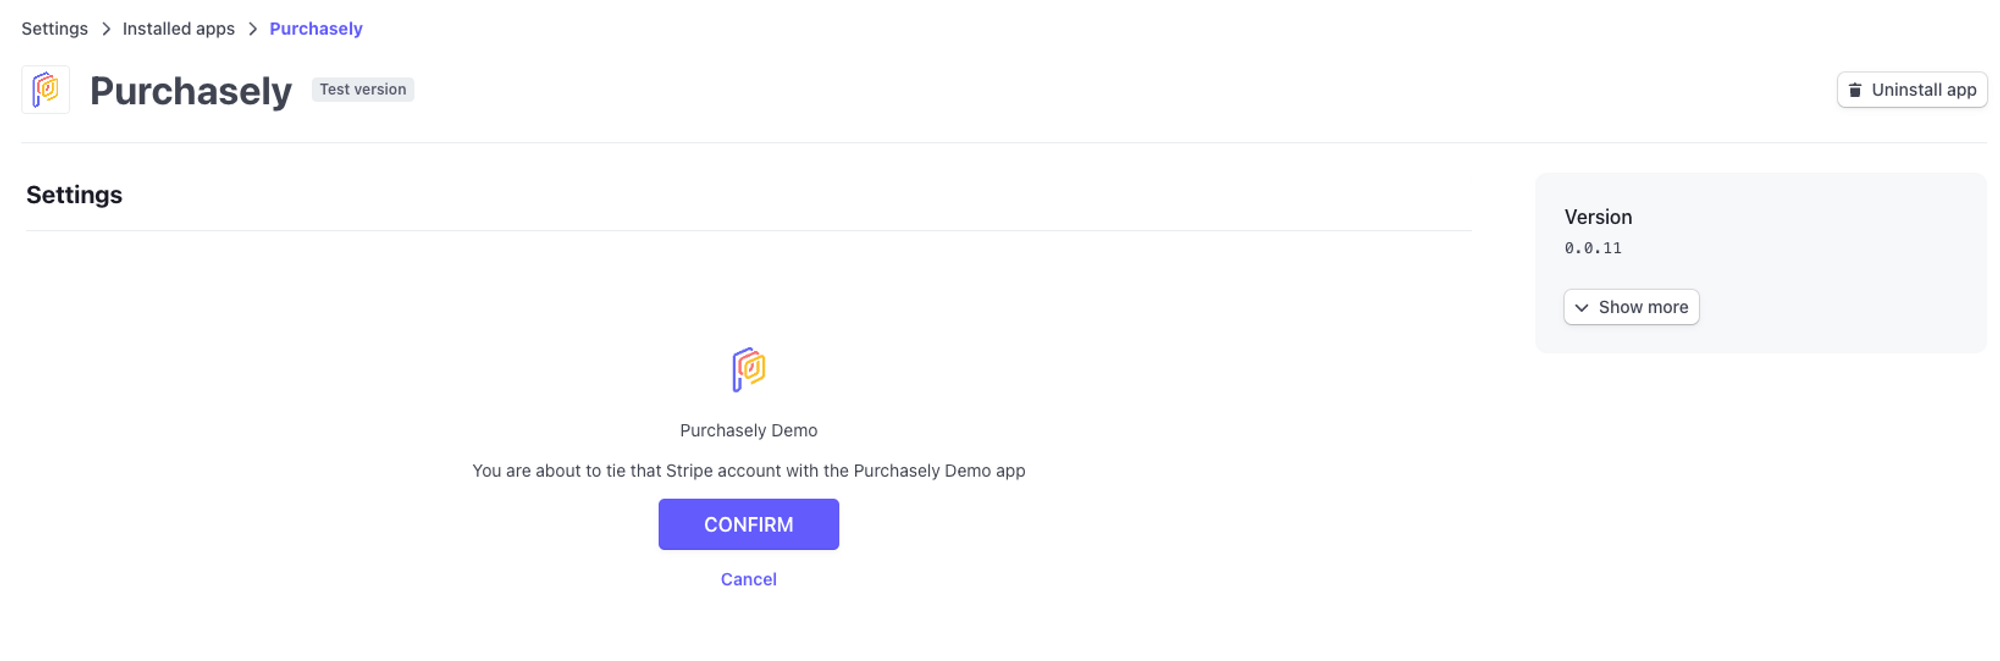 Settings > Installed apps > Purchasely
Purchasely Test version
Uninstall app
Settings
Purchasely Demo
You are about to tie that Stripe account with the Purchasely Demo app
CONFIRM
Cancel
Version
0.0.11
Show more